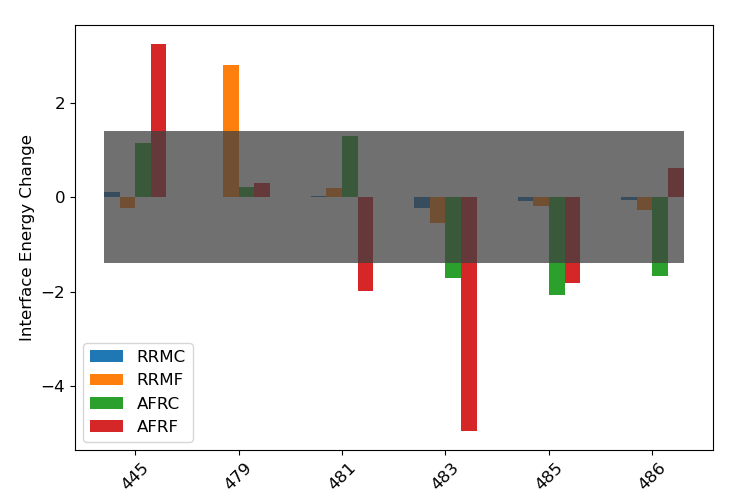 Interface Energy Change
2
0
−2
−4
RRMC
RRMF
AFRC
AFRF
445
479
481
483
485
486